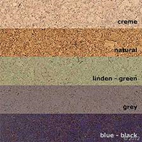 creme
natural
linden - green
grey
blue - black